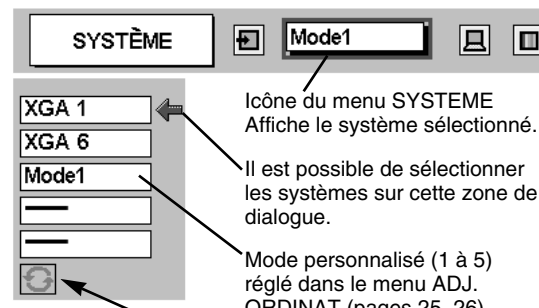 SYSTÈME
Mode1
XGA 1
XGA 6
Mode1
Icône du menu SYSTEME
Affiche le système sélectionné.
Il est possible de sélectionner
les systèmes sur cette zone de
dialogue.
Mode personnalisé (1 à 5)
réglé dans le menu ADJ.
ORDINAT (pages 25, 26)